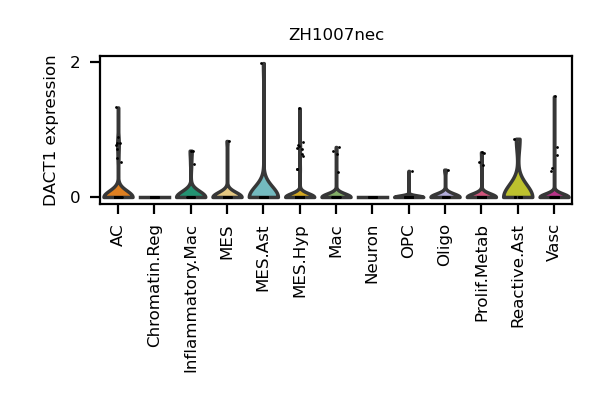 ZH1007nec
DACT1 expression
2
0
AC
Chromatin.Reg
Inflammatory.Mac
MES
MES.Ast
MES.Hyp
Mac
Neuron
OPC
Oligo
Prolif.Metab
Reactive.Ast
Vasc